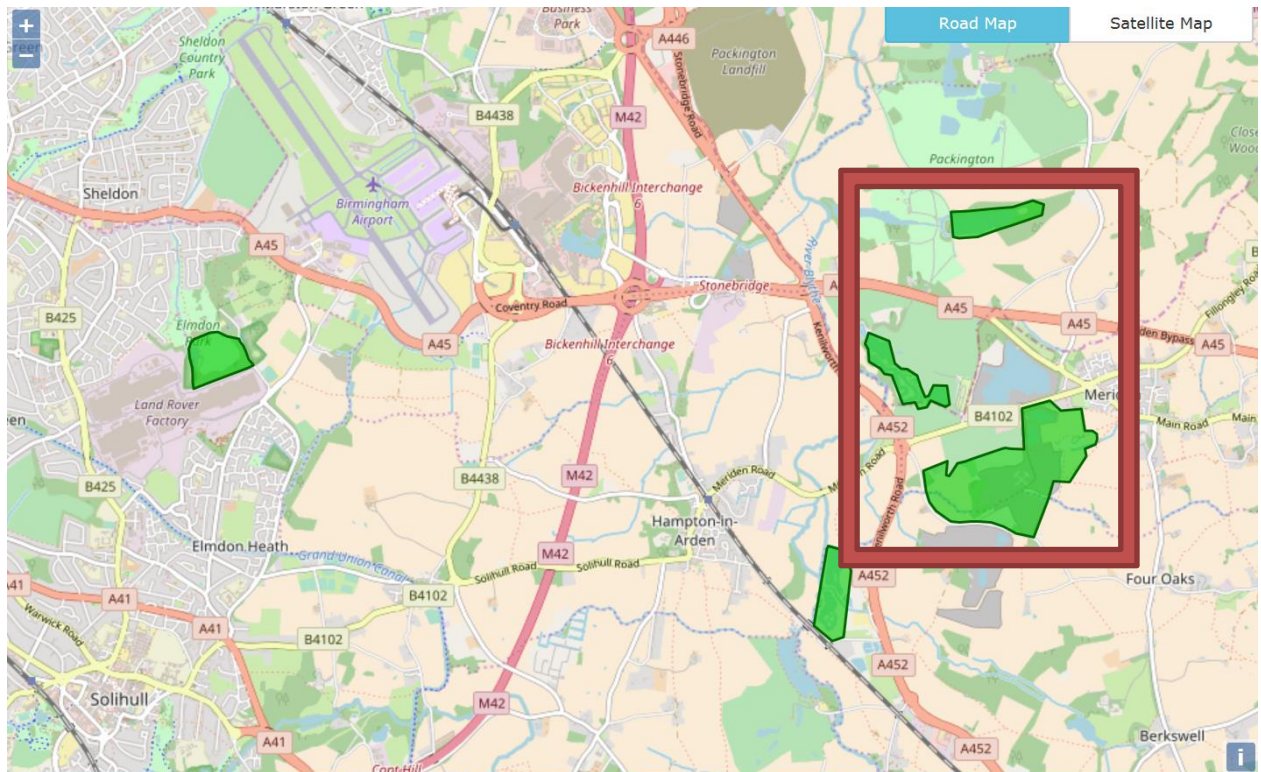 Business
Park
A446
Road Map
Satellite Map
+
−
Sheldon
Country
Park
Packington
Landfill
Stonebridge Road
B4438
M42
Packington
Sheldon
Birmingham
Airport
Bickenhill Interchange
6
A45
River Blythe
Stonebridge
Coventry Road
A45
A45
Fillongley Road
B425
Elmdon
Park
A45
Bickenhill Interchange
6
Kenilworth
A45
Land Rover
Factory
B4102
Main Road
Main
A452
M42
B4438
Meriden Road
B425
Hampton-in-
Arden
Kenilworth Road
Elmdon Heath
Grand Union Canal
M42
Solihull Road
Solihull Road
A452
Four Oaks
A41
A41
B4102
Warwick Road
A41
B4102
A452
Solihull
M42
A41
A452
Berkswell
i